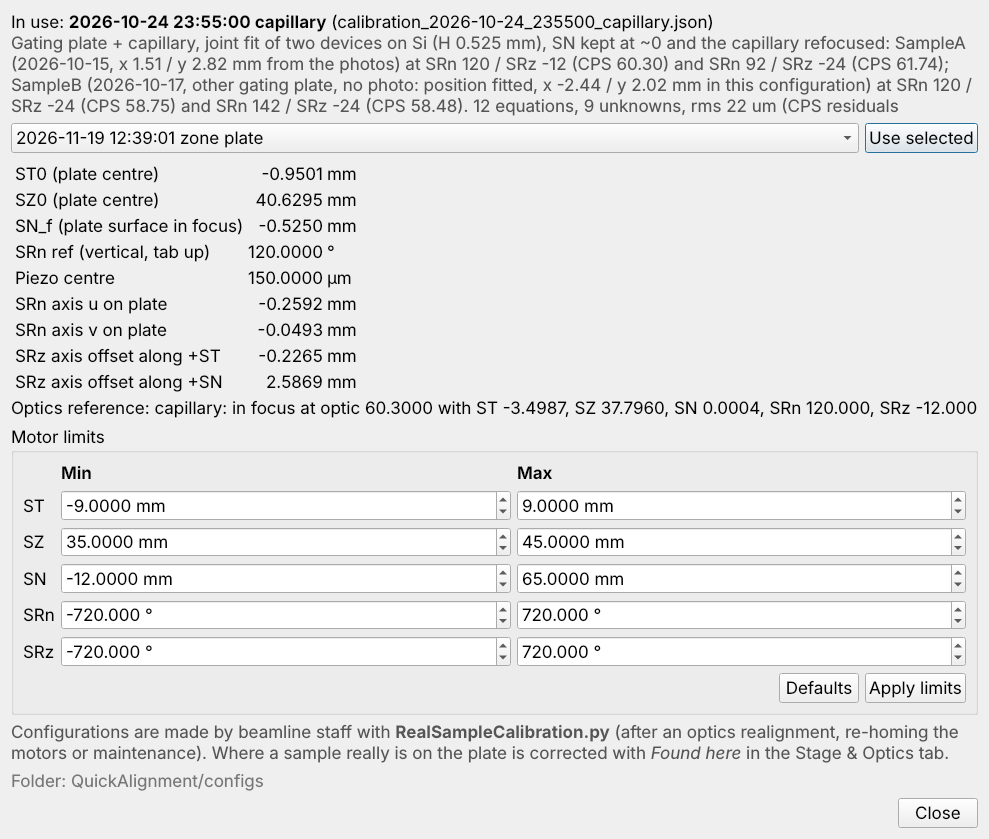 In use: 2026-10-24 23:55:00 capillary (calibration_2026-10-24_235500_capillary.json)
Gating plate + capillary, joint fit of two devices on Si (H 0.525 mm), SN kept at ~0 and the capillary refocused: SampleA
(2026-10-15, x 1.51 / y 2.82 mm from the photos) at SRn 120 / SRz -12 (CPS 60.30) and SRn 92 / SRz -24 (CPS 61.74);
SampleB (2026-10-17, other gating plate, no photo: position fitted, x -2.44 / y 2.02 mm in this configuration) at SRn 120 /
SRz -24 (CPS 58.75) and SRn 142 / SRz -24 (CPS 58.48). 12 equations, 9 unknowns, rms 22 um (CPS residuals
2026-11-19 12:39:01 zone plate
Use selected
ST0 (plate centre) -0.9501 mm
SZ0 (plate centre) 40.6295 mm
SN_f (plate surface in focus) -0.5250 mm
SRn ref (vertical, tab up) 120.0000 °
Piezo centre 150.0000 µm
SRn axis u on plate -0.2592 mm
SRn axis v on plate -0.0493 mm
SRz axis offset along +ST -0.2265 mm
SRz axis offset along +SN 2.5869 mm
Optics reference: capillary: in focus at optic 60.3000 with ST -3.4987, SZ 37.7960, SN 0.0004, SRn 120.000, SRz -12.000
Motor limits
Min Max
ST -9.0000 mm 9.0000 mm
SZ 35.0000 mm 45.0000 mm
SN -12.0000 mm 65.0000 mm
SRn -720.000 ° 720.000 °
SRz -720.000 ° 720.000 °
Defaults Apply limits
Configurations are made by beamline staff with RealSampleCalibration.py (after an optics realignment, re-homing the
motors or maintenance). Where a sample really is on the plate is corrected with Found here in the Stage & Optics tab.
Folder: QuickAlignment/configs
Close